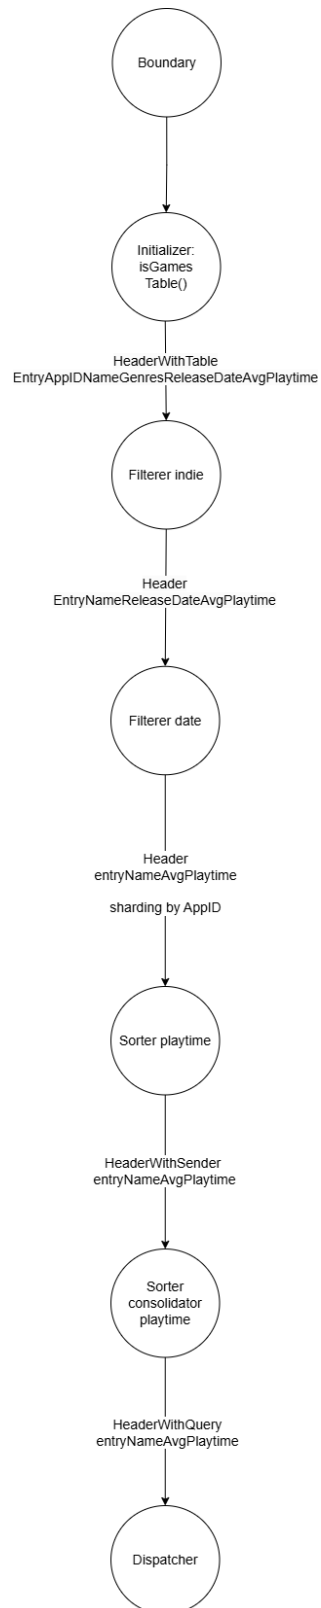 Boundary
Initializer:
isGames
Table()
HeaderWithTable
EntryAppIDNameGenresReleaseDateAvgPlaytime
Filterer indie
Header
EntryNameReleaseDateAvgPlaytime
Filterer date
Header
entryNameAvgPlaytime
sharding by AppID
Sorter playtime
HeaderWithSender
entryNameAvgPlaytime
Sorter
consolidator
playtime
HeaderWithQuery
entryNameAvgPlaytime
Dispatcher